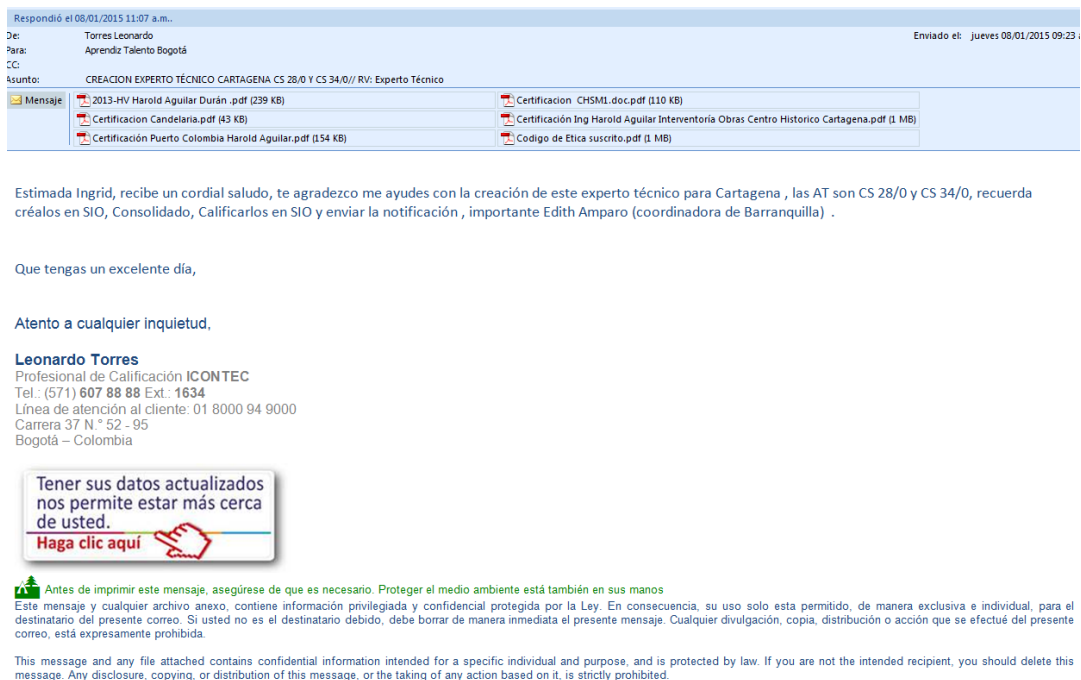 Respondió el 08/01/2015 11:07 a.m..
De: Torres Leonardo Enviado el: jueves 08/01/2015 09:23
Para: Aprendiz Talento Bogotá
CC:
Asunto: CREACION EXPERTO TÉCNICO CARTAGENA CS 28/0 Y CS 34/0// RV: Experto Técnico
Mensaje 2013-HV Harold Aguilar Durán .pdf (239 KB) Certificacion CHSM1.doc.pdf (110 KB)
Certificacion Candelaria.pdf (43 KB) Certificación Ing Harold Aguilar Interventoría Obras Centro Historico Cartagena.pdf (1 MB)
Certificación Puerto Colombia Harold Aguilar.pdf (154 KB) Codigo de Etica suscrito.pdf (1 MB)
Estimada Ingrid, recibe un cordial saludo, te agradezco me ayudes con la creación de este experto técnico para Cartagena , las AT son CS 28/0 y CS 34/0, recuerda
créalos en SIO, Consolidado, Calificarlos en SIO y enviar la notificación , importante Edith Amparo (coordinadora de Barranquilla) .
Que tengas un excelente día,
Atento a cualquier inquietud,
Leonardo Torres
Profesional de Calificación ICONTEC
Tel.: (571) 607 88 88 Ext.: 1634
Línea de atención al cliente: 01 8000 94 9000
Carrera 37 N.° 52 - 95
Bogotá – Colombia
Tener sus datos actualizados
nos permite estar más cerca
de usted.
Haga clic aquí
Antes de imprimir este mensaje, asegúrese de que es necesario. Proteger el medio ambiente está también en sus manos
Este mensaje y cualquier archivo anexo, contiene información privilegiada y confidencial protegida por la Ley. En consecuencia, su uso solo esta permitido, de manera exclusiva e individual, para el
destinatario del presente correo. Si usted no es el destinatario debido, debe borrar de manera inmediata el presente mensaje. Cualquier divulgación, copia, distribución o acción que se efectué del presente
correo, está expresamente prohibida.
This message and any file attached contains confidential information intended for a specific individual and purpose, and is protected by law. If you are not the intended recipient, you should delete this
message. Any disclosure, copying, or distribution of this message, or the taking of any action based on it, is strictly prohibited.